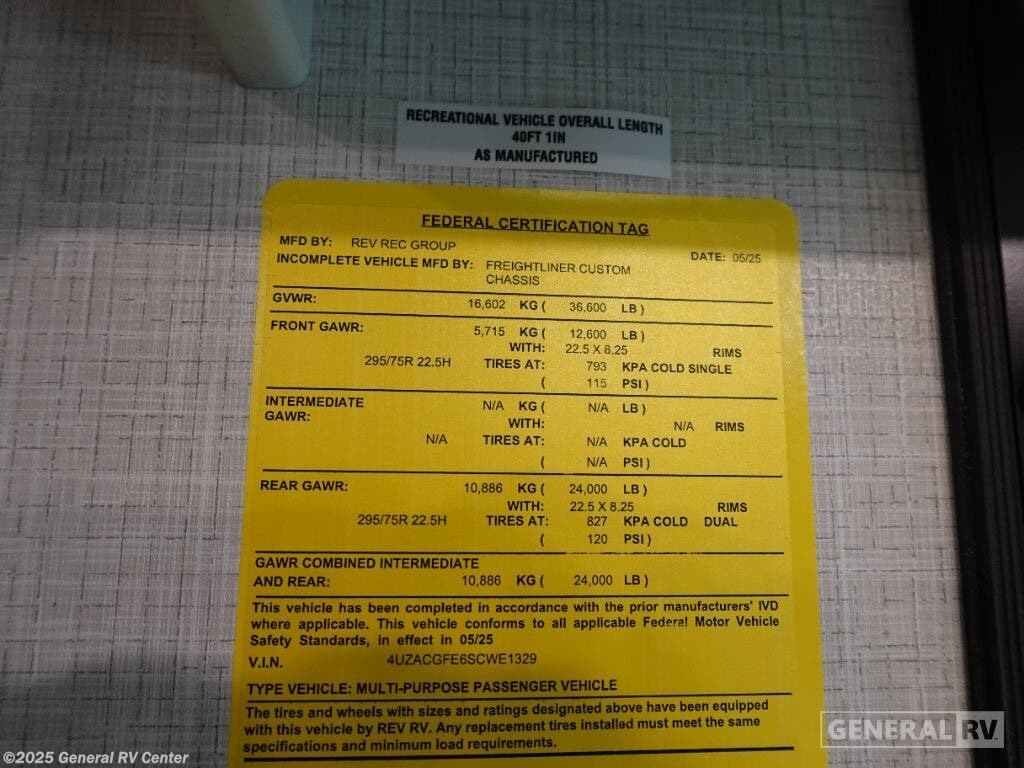 RECREATIONAL VEHICLE OVERALL LENGTH
40FT 1IN
AS MANUFACTURED
FEDERAL CERTIFICATION TAG
MFD BY: REV REC GROUP DATE: 05/25
INCOMPLETE VEHICLE MFD BY: FREIGHTLINER CUSTOM
CHASSIS
GVWR: 16,602 KG ( 36,600 LB )
FRONT GAWR: 5,715 KG ( 12,600 LB )
WITH: 22.5 X 8.25 RIMS
295/75R 22.5H TIRES AT: 793 KPA COLD SINGLE
( 115 PSI )
INTERMEDIATE N/A KG ( N/A LB )
GAWR: WITH: N/A RIMS
N/A TIRES AT: N/A KPA COLD
( N/A PSI )
REAR GAWR: 10,886 KG ( 24,000 LB )
WITH: 22.5 X 8.25 RIMS
295/75R 22.5H TIRES AT: 827 KPA COLD DUAL
( 120 PSI )
GAWR COMBINED INTERMEDIATE
AND REAR: 10,886 KG ( 24,000 LB )
This vehicle has been completed in accordance with the prior manufacturers' IVD
where applicable. This vehicle conforms to all applicable Federal Motor Vehicle
Safety Standards, in effect in 05/25
V.I.N. 4UZACGFE6SCWE1329
TYPE VEHICLE: MULTI-PURPOSE PASSENGER VEHICLE
The tires and wheels with sizes and ratings designated above have been equipped
with this vehicle by REV RV. Any replacement tires installed must meet the same
specifications and minimum load requirements.
GENERAL RV
©2025 General RV Center